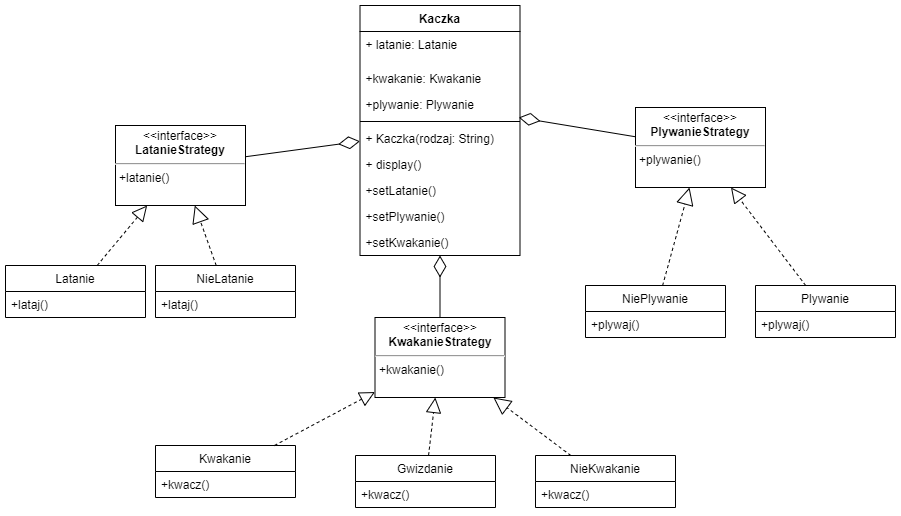 Kaczka
+ latanie: Latanie
+kwakanie: Kwakanie
+plywanie: Plywanie
+ Kaczka(rodzaj: String)
+ display()
+setLatanie()
+setPlywanie()
+setKwakanie()
<<interface>>
LatanieStrategy
+latanie()
<<interface>>
PlywanieStrategy
+plywanie()
Latanie
+lataj()
NieLatanie
+lataj()
NiePlywanie
+plywaj()
Plywanie
+plywaj()
<<interface>>
KwakanieStrategy
+kwakanie()
Kwakanie
+kwacz()
Gwizdanie
+kwacz()
NieKwakanie
+kwacz()